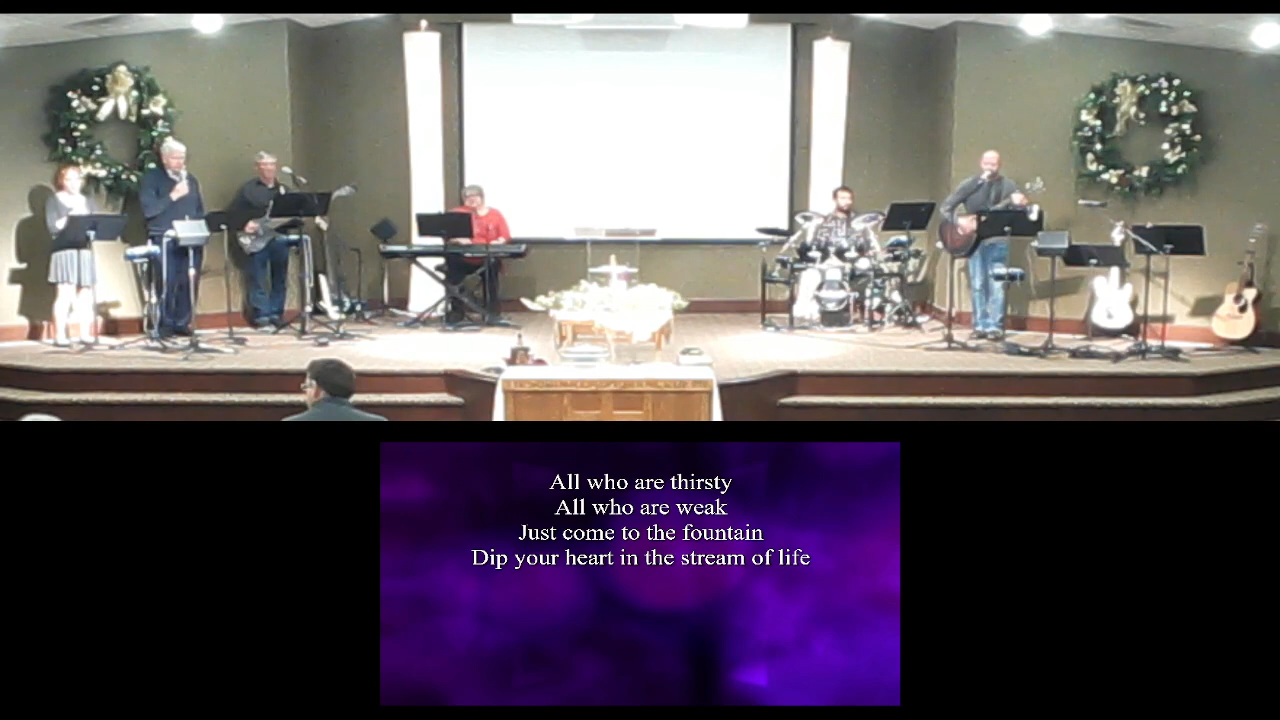 All who are thirsty
All who are weak
Just come to the fountain
Dip your heart in the stream of life